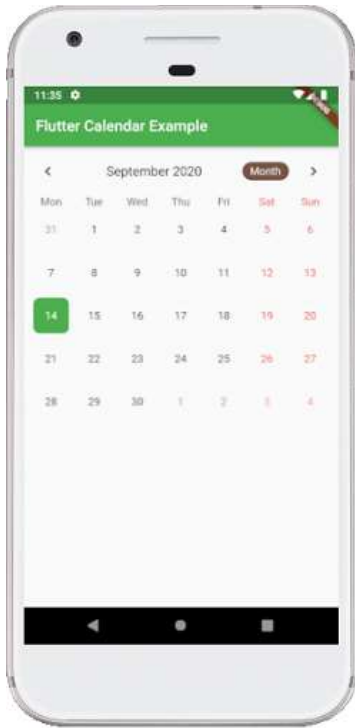 11:35
Flutter Calendar Example
September 2020 Month
Mon Tue Wed Thu Fri Sat Sun
31 1 2 3 4 5 6
7 8 9 10 11 12 13
14 15 16 17 18 19 20
21 22 23 24 25 26 27
28 29 30 1 2 3 4